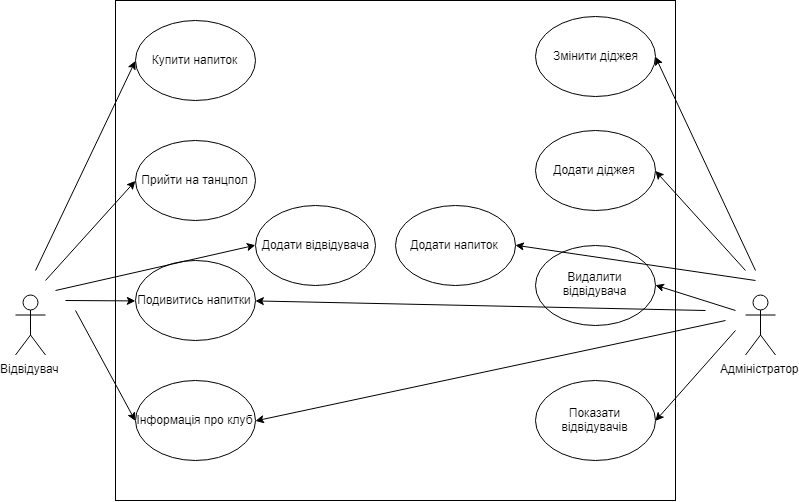 Купити напиток
Змінити діджея
Прийти на танцпол
Додати діджея
Додати відвідувача
Додати напиток
Подивитись напитки
Видалити
відвідувача
Відвідувач
Адміністратор
Інформація про клуб
Показати
відвідувачів